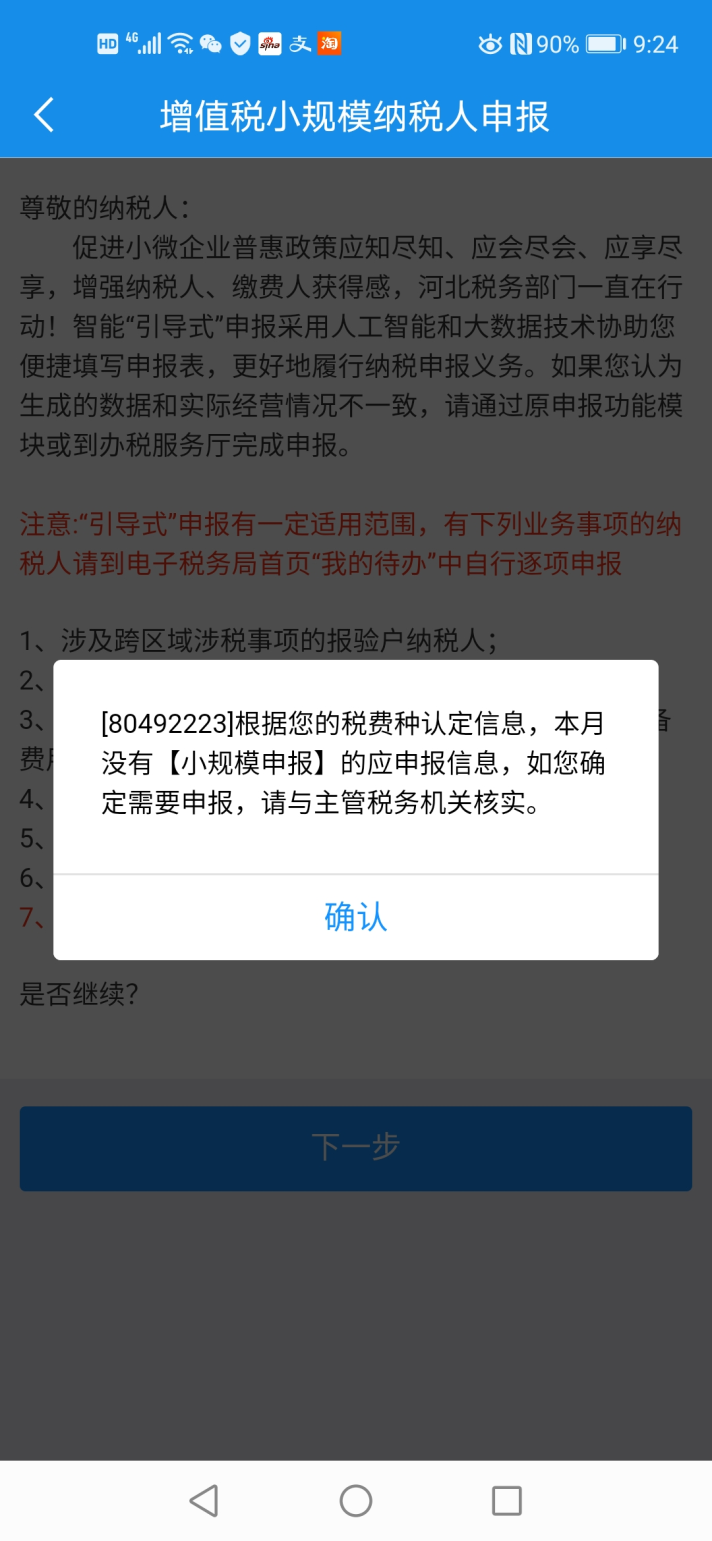 HD 4G 支 淘 90% 9:24
增值税小规模纳税人申报
尊敬的纳税人：
促进小微企业普惠政策应知尽知、应会尽会、应享尽
享，增强纳税人、缴费人获得感，河北税务部门一直在行
动！智能“引导式”申报采用人工智能和大数据技术协助您
便捷填写申报表，更好地履行纳税申报义务。如果您认为
生成的数据和实际经营情况不一致，请通过原申报功能模
块或到办税服务厅完成申报。
注意:“引导式”申报有一定适用范围，有下列业务事项的纳
税人请到电子税务局首页“我的待办”中自行逐项申报
1、涉及跨区域涉税事项的报验户纳税人；
2、
3、
费
4、
5、
6、
7、
[80492223]根据您的税费种认定信息，本月
没有【小规模申报】的应申报信息，如您确
定需要申报，请与主管税务机关核实。
确认
是否继续？
下一步